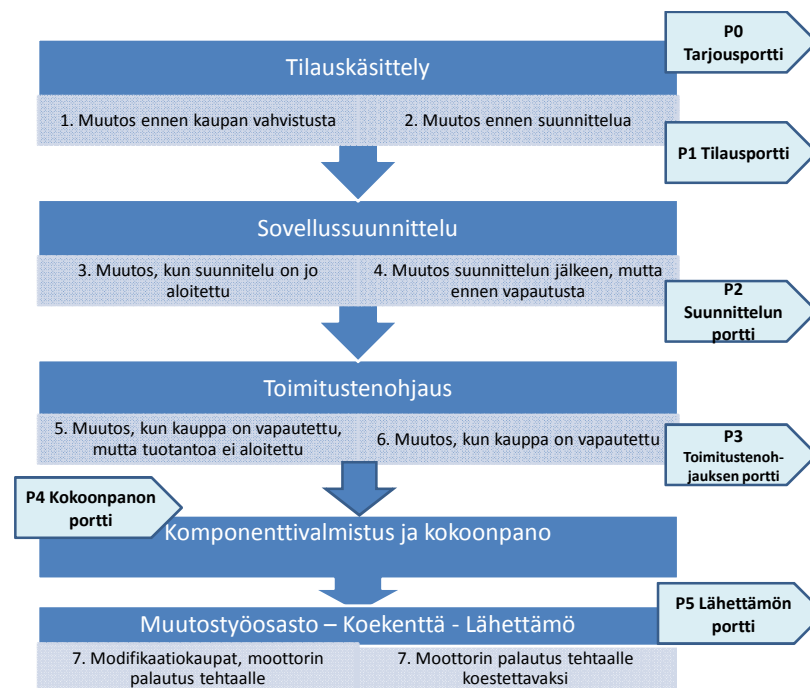 P0
Tarjousportti
Tilauskäsittely
1. Muutos ennen kaupan vahvistusta
2. Muutos ennen suunnittelua
P1 Tilausportti
Sovellussuunnittelu
3. Muutos, kun suunnitelu on jo
aloitettu
4. Muutos suunnittelun jälkeen, mutta
ennen vapautusta
P2
Suunnittelun
portti
Toimitustenohjaus
5. Muutos, kun kauppa on vapautettu,
mutta tuotantoa ei aloitettu
6. Muutos, kun kauppa on vapautettu
P3
Toimitustenoh-
jauksen portti
P4 Kokoonpanon
portti
Komponenttivalmistus ja kokoonpano
P5 Lähettämön
portti
Muutostyöosasto – Koekenttä - Lähettämö
7. Modifikaatiokaupat, moottorin
palautus tehtaalle
7. Moottorin palautus tehtaalle
koestettavaksi